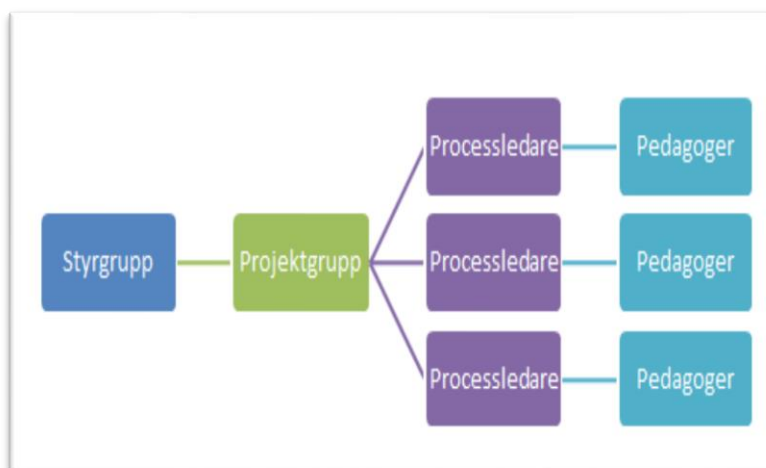 Processledare
Pedagoger
Styrgrupp
Projektgrupp
Processledare
Pedagoger
Processledare
Pedagoger